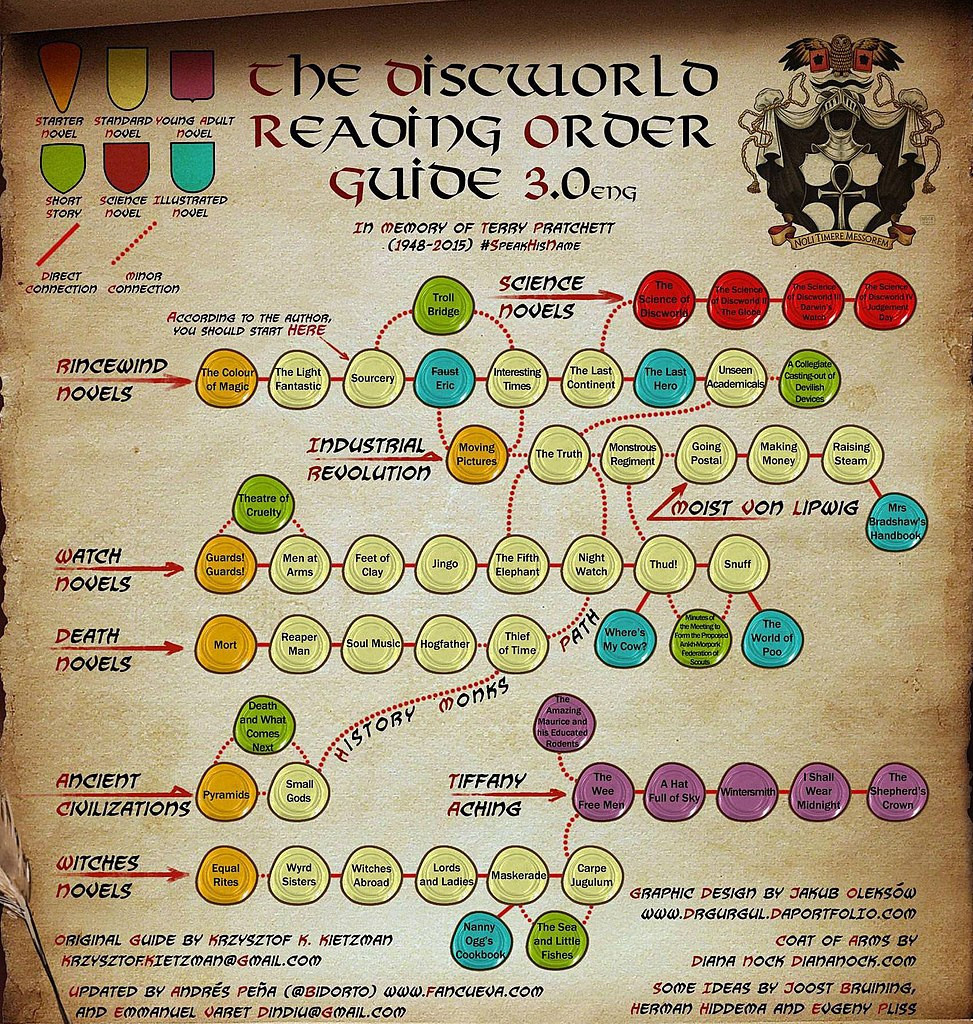 The Discworld
Reading Order
Guide 3.0 ENG
In Memory of Terry Pratchett
(1948-2015) #SpeakHisName
Starter
Novel
Standard
Novel
Young Adult
Novel
Short
Story
Science
Novel
Illustrated
Novel
Direct
Connection
Minor
Connection
Noli Timere Messorem
According to the author,
you should start HERE
Troll
Bridge
Science
Novels
The
Science of
Discworld
The Science
of Discworld II
- The Globe
The Science
of Discworld III
Darwin's
Watch
The Science
of Discworld IV
Judgement
Day
Rincewind
Novels
The Colour
of Magic
The Light
Fantastic
Sourcery
Faust
Eric
Interesting
Times
The Last
Continent
The Last
Hero
Unseen
Academicals
A Collegiate
Casting-out of
Devilish
Devices
Industrial
Revolution
Moving
Pictures
The Truth
Monstrous
Regiment
Going
Postal
Making
Money
Raising
Steam
Moist Von Lipwig
Mrs
Bradshaw's
Handbook
Theatre of
Cruelty
Watch
Novels
Guards!
Guards!
Men at
Arms
Feet of
Clay
Jingo
The Fifth
Elephant
Night
Watch
Thud!
Snuff
Where's
My Cow?
Minutes of
the Meeting to
Form the Proposed
Ankh-Morpork
Federation of
Scouts
The
World of
Poo
Death
Novels
Mort
Reaper
Man
Soul Music
Hogfather
Thief
of Time
History Monks Path
Death
and What
Comes
Next
Ancient
Civilizations
Pyramids
Small
Gods
The
Amazing
Maurice and
his Educated
Rodents
Tiffany
Aching
The
Wee
Free Men
A Hat
Full of Sky
Wintersmith
I Shall
Wear
Midnight
The
Shepherd's
Crown
Witches
Novels
Equal
Rites
Wyrd
Sisters
Witches
Abroad
Lords
and Ladies
Maskerade
Carpe
Jugulum
Nanny
Ogg's
Cookbook
The Sea
and Little
Fishes
Original Guide by Krzysztof K. Kietzman
KrzysztofKietzman@gmail.com
Updated by Andrés Peña (@Bidorto) www.fancueva.com
and Emmanuel Varet dindiu@gmail.com
Graphic Design by Jakub Oleksów
www.drgurgul.daportfolio.com
Coat of Arms by
Diana Nock diananock.com
Some Ideas by Joost Bruining,
Herman Hiddema and Evgeny Pliss